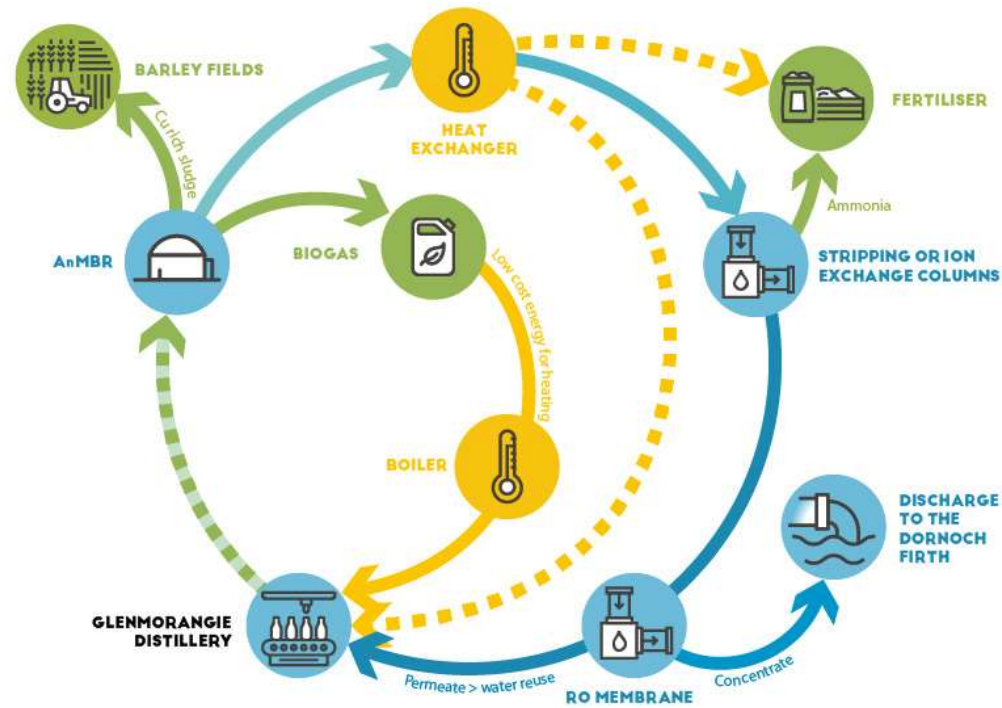 BARLEY FIELDS
Cu rich sludge
HEAT
EXCHANGER
FERTILISER
Ammonia
AnMBR
BIOGAS
Low cost energy for heating
STRIPPING OR ION
EXCHANGE COLUMNS
BOILER
DISCHARGE
TO THE
DORNOCH
FIRTH
GLENMORANGIE
DISTILLERY
Permeate > water reuse
RO MEMBRANE
Concentrate